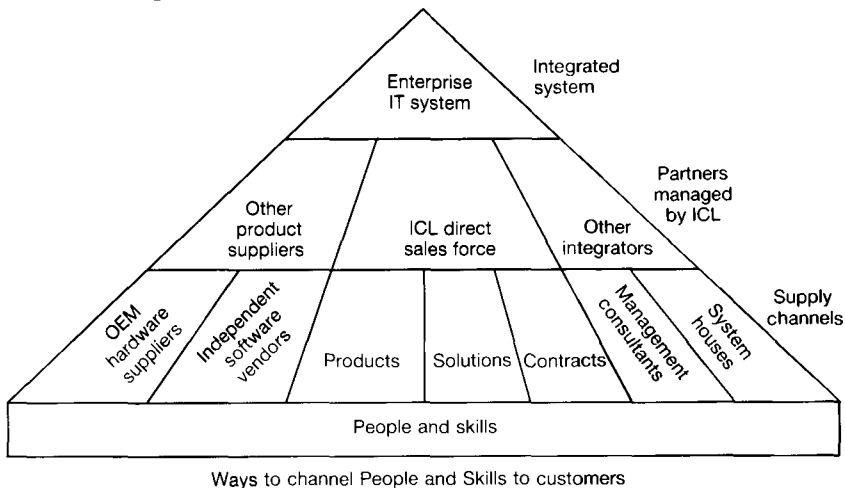 Enterprise
IT system
Integrated
system
Other
product
suppliers
ICL direct
sales force
Other
integrators
Partners
managed
by ICL
OEM
hardware
suppliers
Independent
software
vendors
Products
Solutions
Contracts
Management
consultants
System
houses
Supply
channels
People and skills
Ways to channel People and Skills to customers